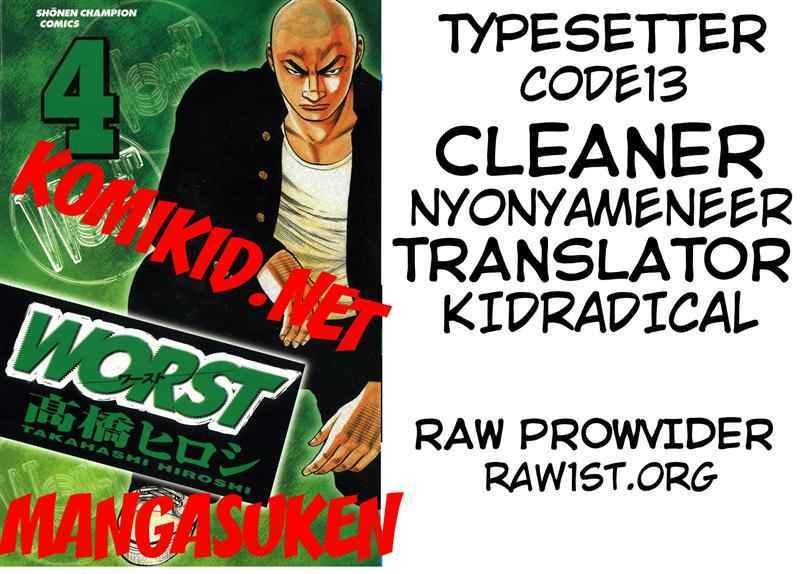 SHŌNEN CHAMPION
COMICS
4
KOMIKID.NET
WORST
ワースト
髙橋ヒロシ
TAKAHASHI HIROSHI
MANGASUKEN
TYPESETTER
CODE13
CLEANER
NYONYAMENEER
TRANSLATOR
KIDRADICAL
RAW PROWVIDER
RAW1ST.ORG